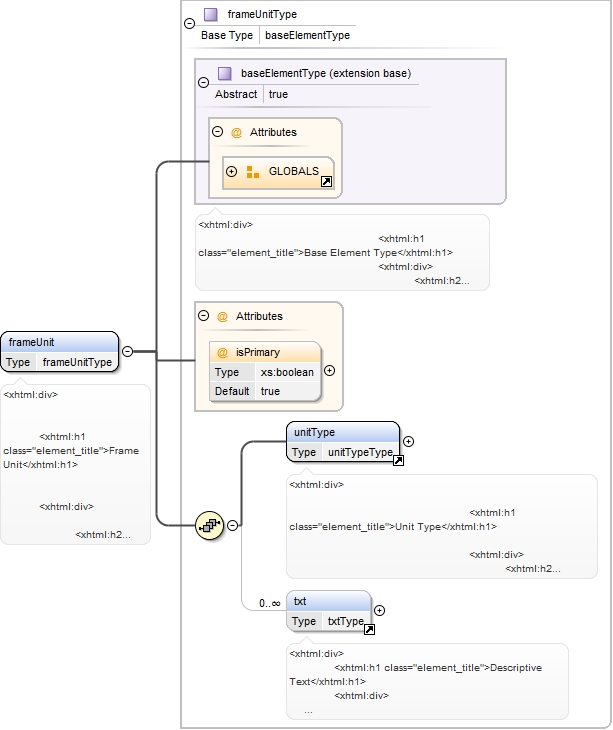 frameUnitType
Base Type baseElementType
baseElementType (extension base)
Abstract true
@ Attributes
GLOBALS
<xhtml:div>
<xhtml:h1
class="element_title">Base Element Type</xhtml:h1>
<xhtml:div>
<xhtml:h2...
@ Attributes
@ isPrimary
Type xs:boolean
Default true
frameUnit
Type frameUnitType
<xhtml:div>
<xhtml:h1
class="element_title">Frame
Unit</xhtml:h1>
<xhtml:div>
<xhtml:h2...
unitType
Type unitTypeType
<xhtml:div>
<xhtml:h1
class="element_title">Unit Type</xhtml:h1>
<xhtml:div>
<xhtml:h2...
0..∞
txt
Type txtType
<xhtml:div>
<xhtml:h1 class="element_title">Descriptive
Text</xhtml:h1>
<xhtml:div>
...